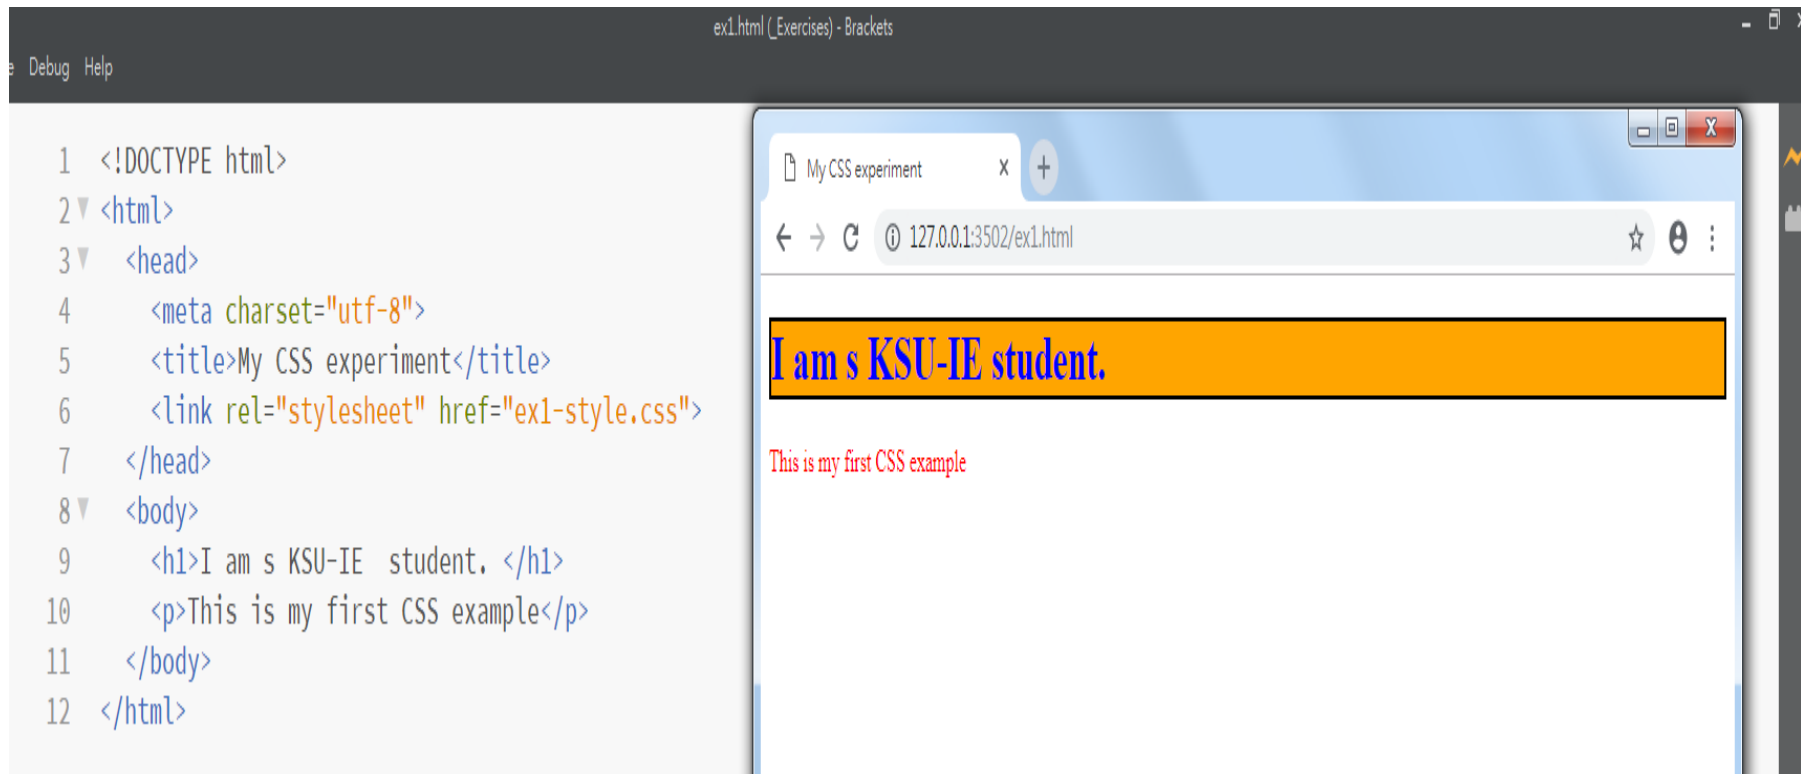 ex1.html (_Exercises) - Brackets
Debug Help
1 <!DOCTYPE html>
2 <html>
3 <head>
4 <meta charset="utf-8">
5 <title>My CSS experiment</title>
6 <link rel="stylesheet" href="ex1-style.css">
7 </head>
8 <body>
9 <h1>I am s KSU-IE  student. </h1>
10 <p>This is my first CSS example</p>
11 </body>
12 </html>
My CSS experiment
127.0.0.1:3502/ex1.html
I am s KSU-IE student.
This is my first CSS example